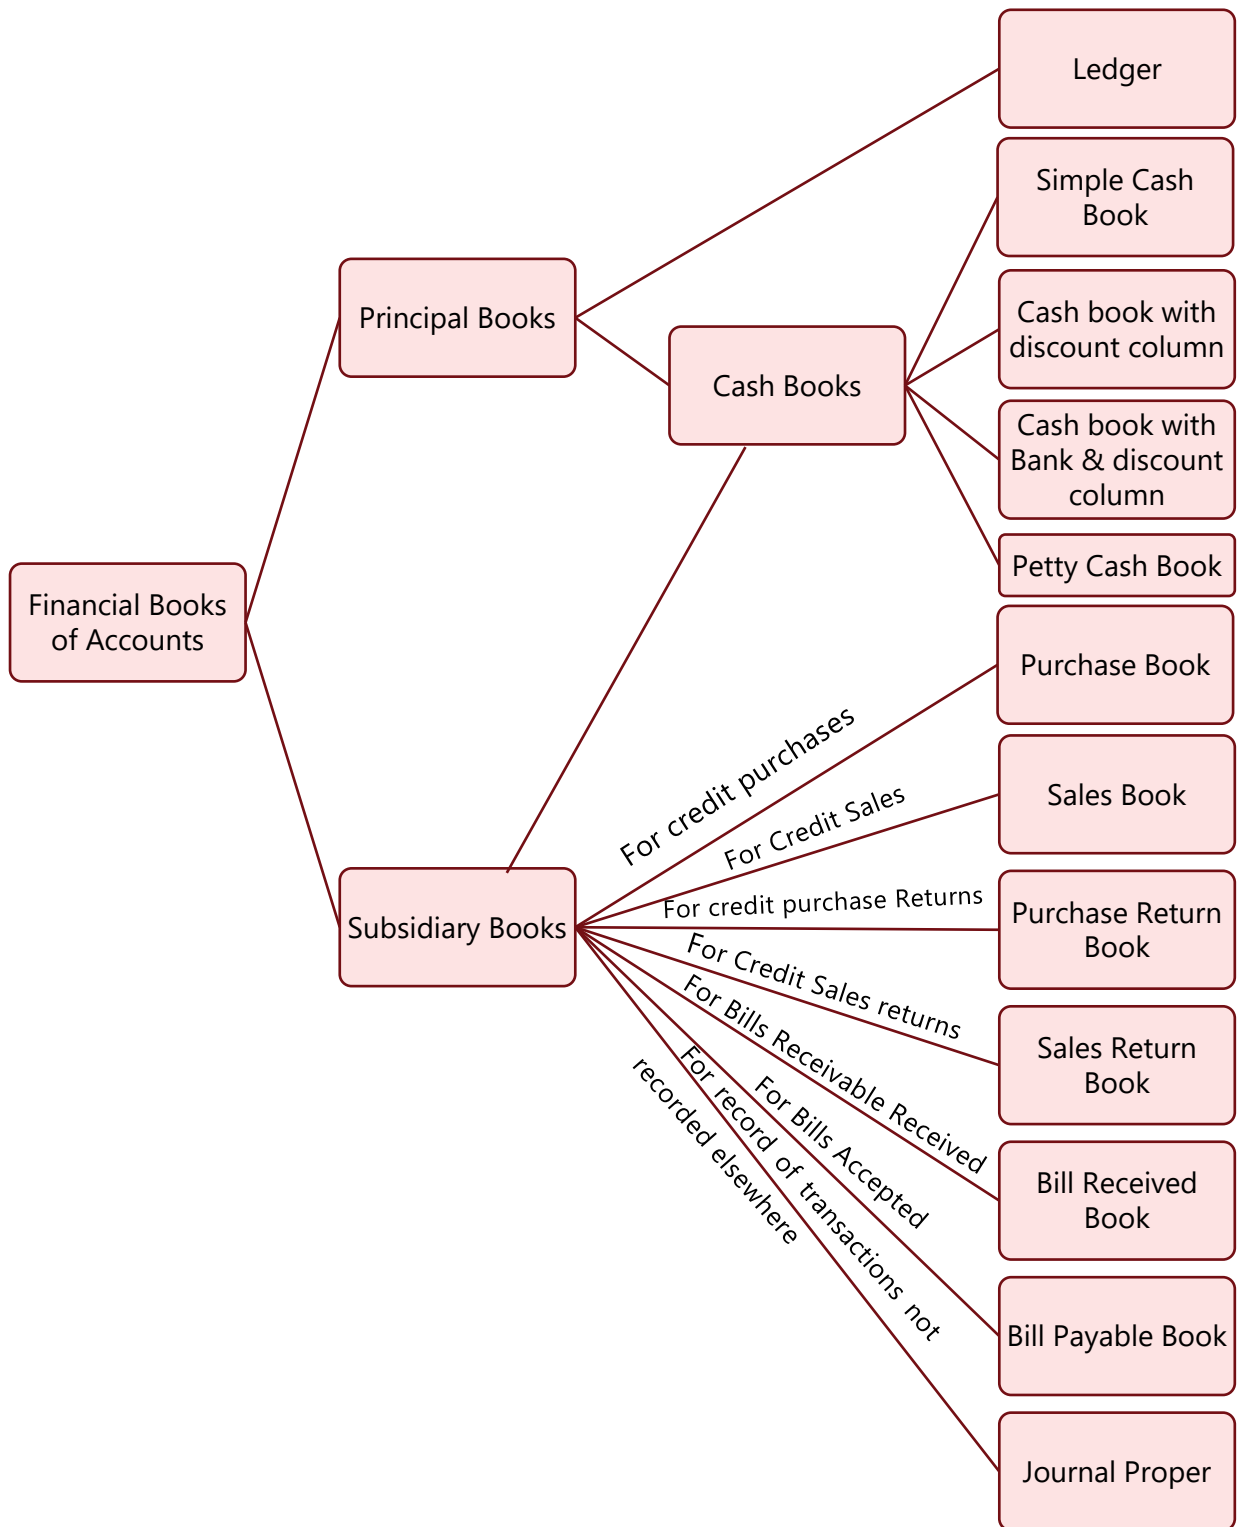 Ledger
Simple Cash
Book
Principal Books
Cash book with
discount column
Cash Books
Cash book with
Bank & discount
column
Petty Cash Book
Financial Books
of Accounts
Purchase Book
For credit purchases
Sales Book
For Credit Sales
Subsidiary Books
For credit purchase Returns
Purchase Return
Book
For Credit Sales returns
Sales Return
Book
For Bills Receivable Received
Bill Received
Book
For Bills Accepted
Bill Payable Book
For record of transactions not
recorded elsewhere
Journal Proper